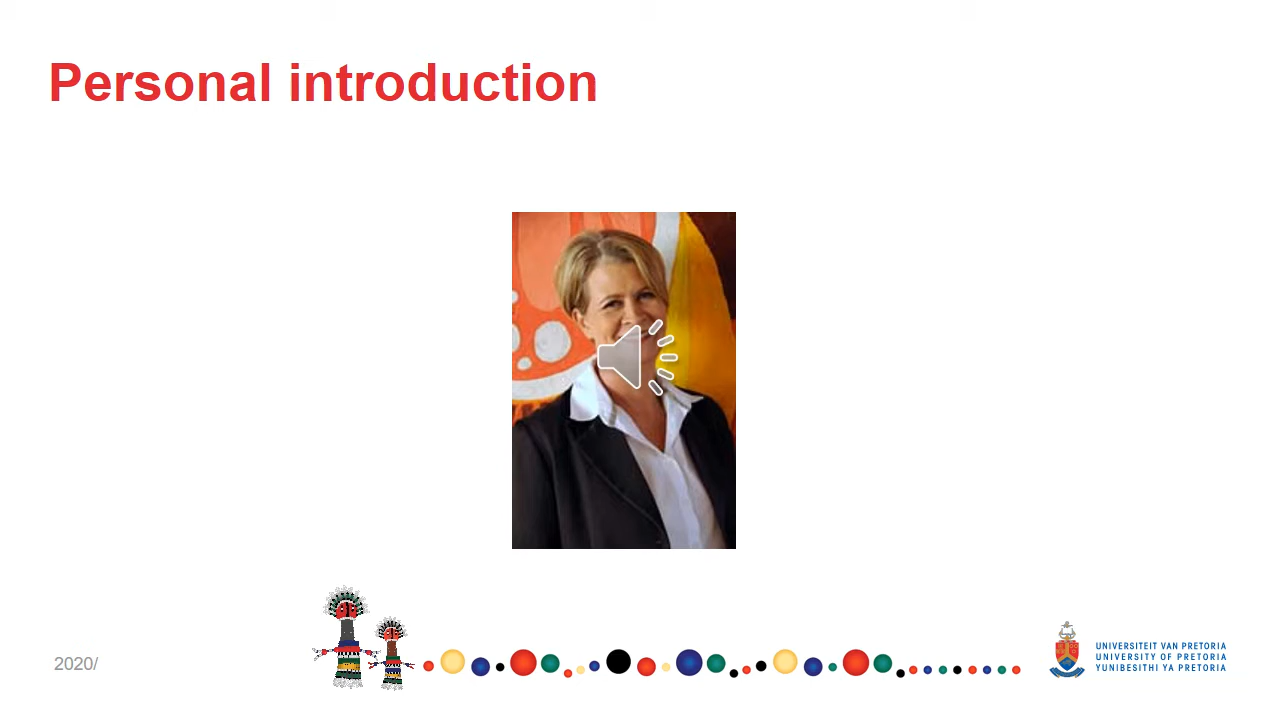 Personal introduction
2020/
UNIVERSITEIT VAN PRETORIA
UNIVERSITY OF PRETORIA
YUNIBESITHI YA PRETORIA